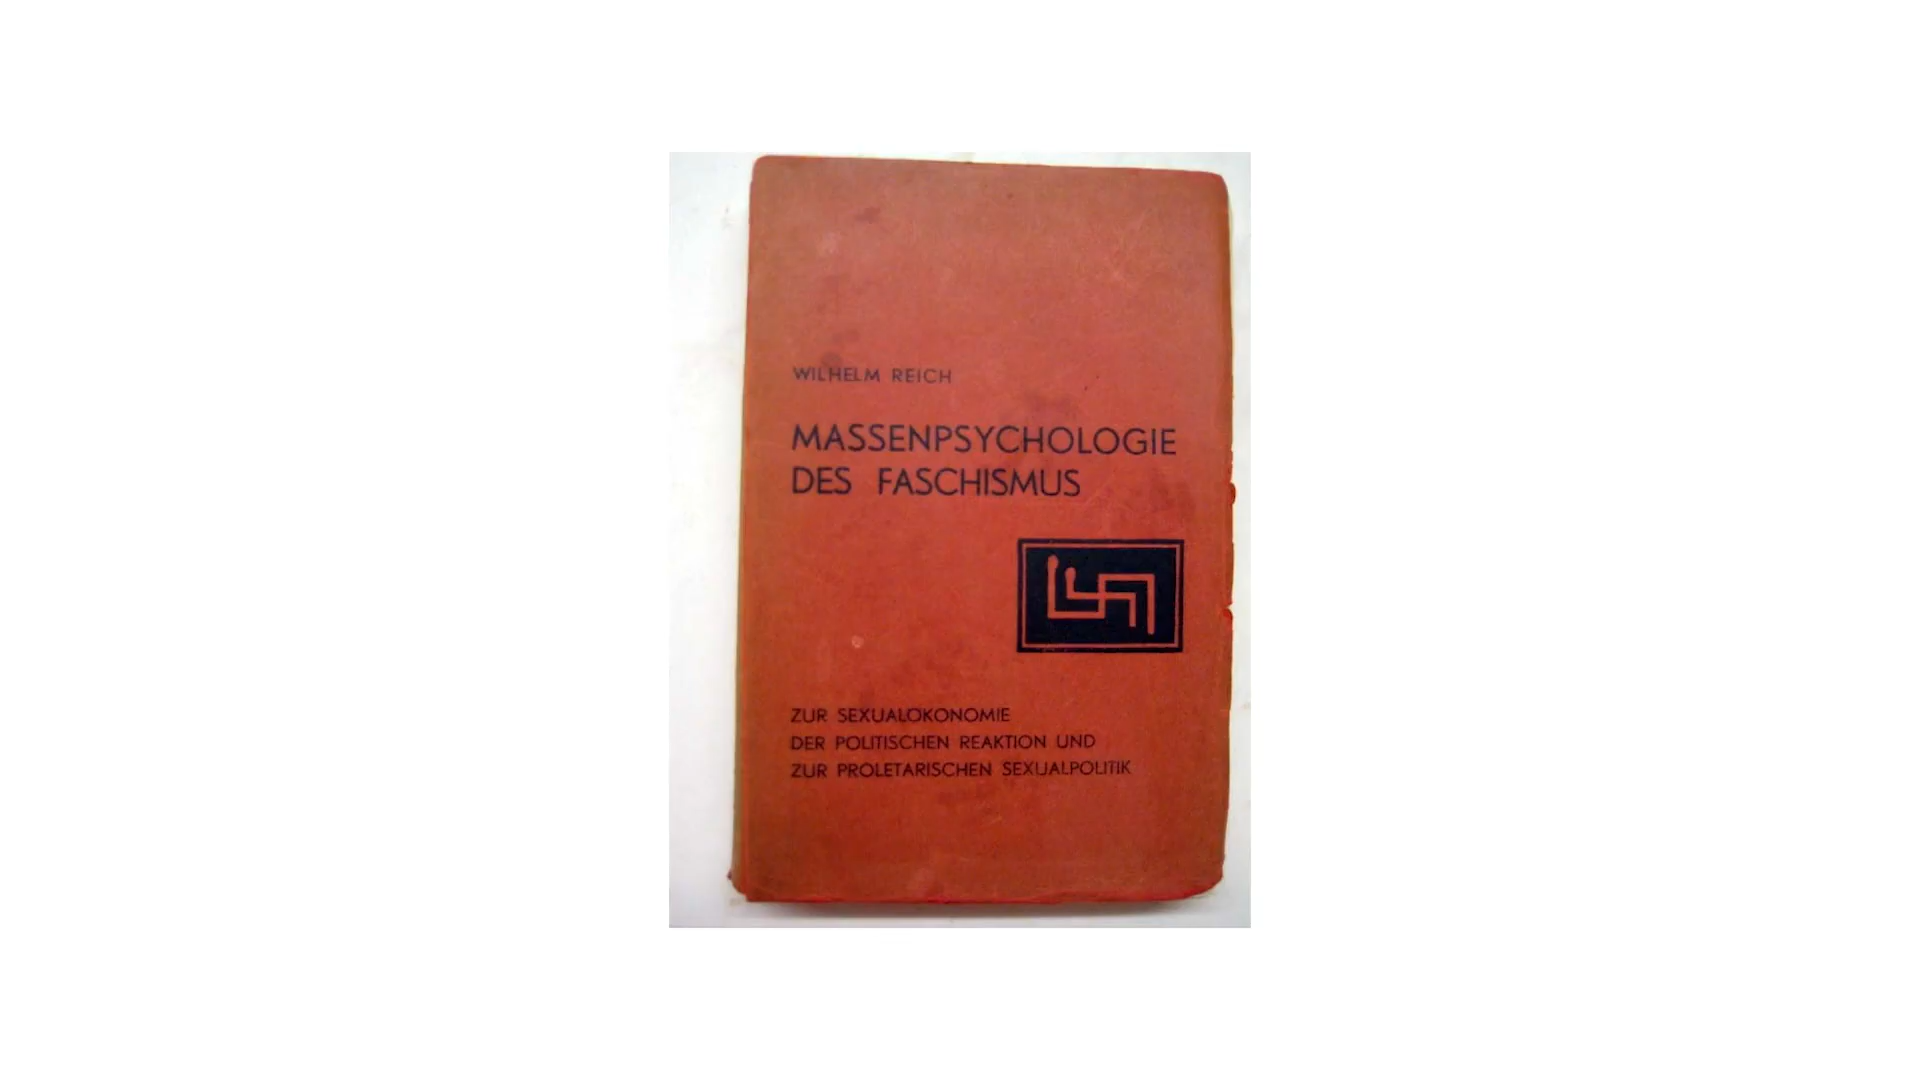 WILHELM REICH
MASSENPSYCHOLOGIE
DES FASCHISMUS
ZUR SEXUALÖKONOMIE
DER POLITISCHEN REAKTION UND
ZUR PROLETARISCHEN SEXUALPOLITIK